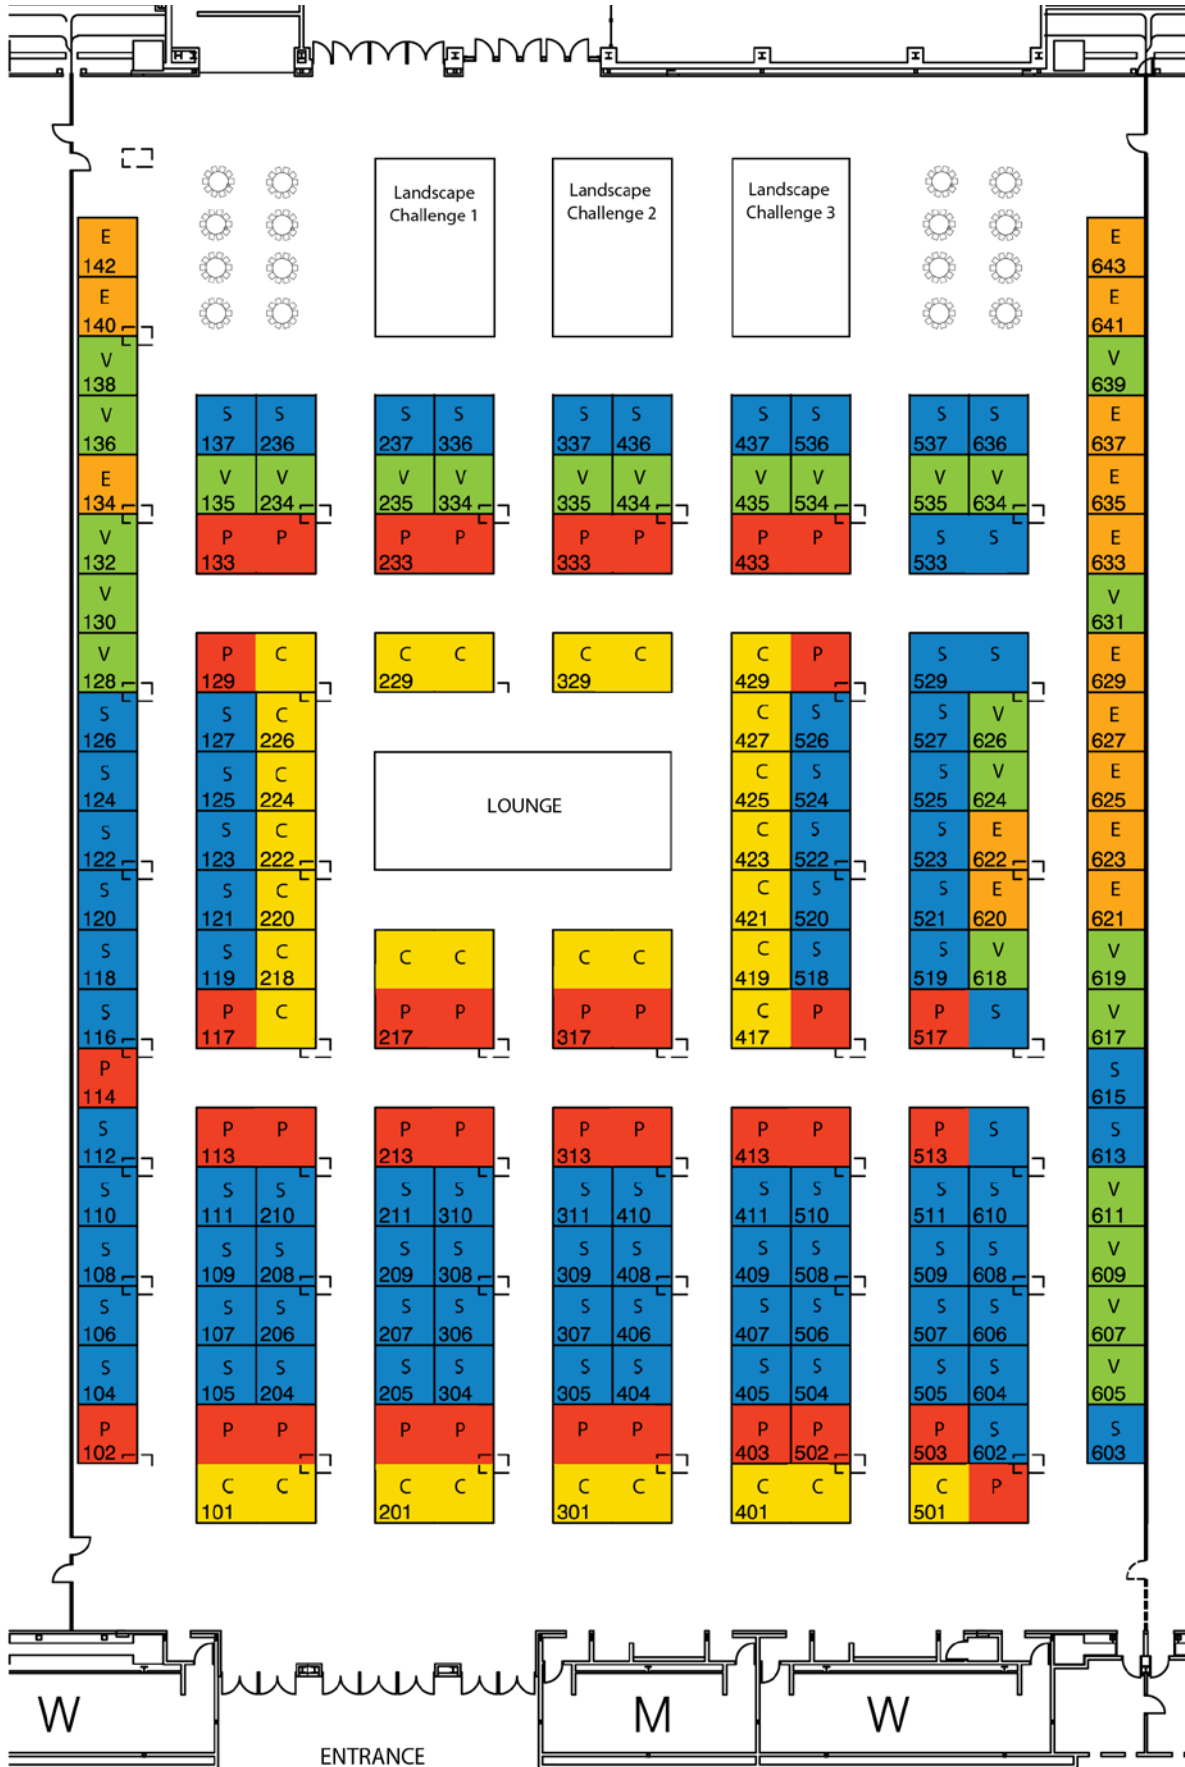 Landscape
Challenge 1
Landscape
Challenge 2
Landscape
Challenge 3
E
142
E
643
E
140
E
641
V
138
V
639
V
136
S S
137 236
S S
237 336
S S
337 436
S S
437 536
S S
537 636
E
637
E
134
V V
135 234
V V
235 334
V V
335 434
V V
435 534
V V
535 634
E
635
V
132
P P
133
P P
233
P P
333
P P
433
S S
533
E
633
V
130
V
631
V
128
P C
129
C C
229
C C
329
C P
429
S S
529
E
629
S
126
S C
127 226
C S
427 526
S V
527 626
E
627
S
124
S C
125 224
LOUNGE
C S
425 524
S V
525 624
E
625
S
122
S C
123 222
C S
423 522
S E
523 622
E
623
S
120
S C
121 220
C S
421 520
S E
521 620
E
621
S
118
S C
119 218
C C
C C
C S
419 518
S V
519 618
V
619
S
116
P C
117
P P
217
P P
317
C P
417
P S
517
V
617
P
114
S
615
S
112
P P
113
P P
213
P P
313
P P
413
P S
513
S
613
S
110
S S
111 210
S S
211 310
S S
311 410
S S
411 510
S S
511 610
V
611
S
108
S S
109 208
S S
209 308
S S
309 408
S S
409 508
S S
509 608
V
609
S
106
S S
107 206
S S
207 306
S S
307 406
S S
407 506
S S
507 606
V
607
S
104
S S
105 204
S S
205 304
S S
305 404
S S
405 504
S S
505 604
V
605
P
102
P P
P P
P P
P P
403 502
P S
503 602
S
603
C C
101
C C
201
C C
301
C C
401
C P
501
W
M
W
ENTRANCE